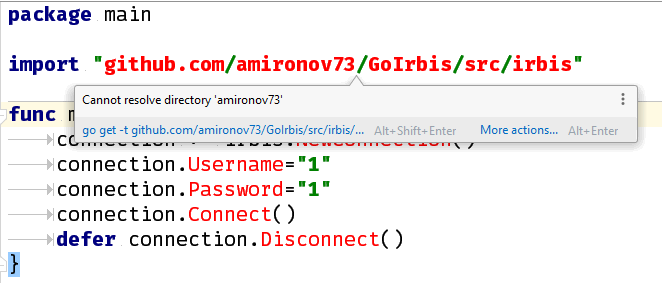 package main
import "github.com/amironov73/GoIrbis/src/irbis"
Cannot resolve directory 'amironov73'
func m
go get -t github.com/amironov73/GoIrbis/src/irbis/... Alt+Shift+Enter More actions... Alt+Enter
connection irbis.NewConnection()
connection.Username="1"
connection.Password="1"
connection.Connect()
defer connection.Disconnect()
}